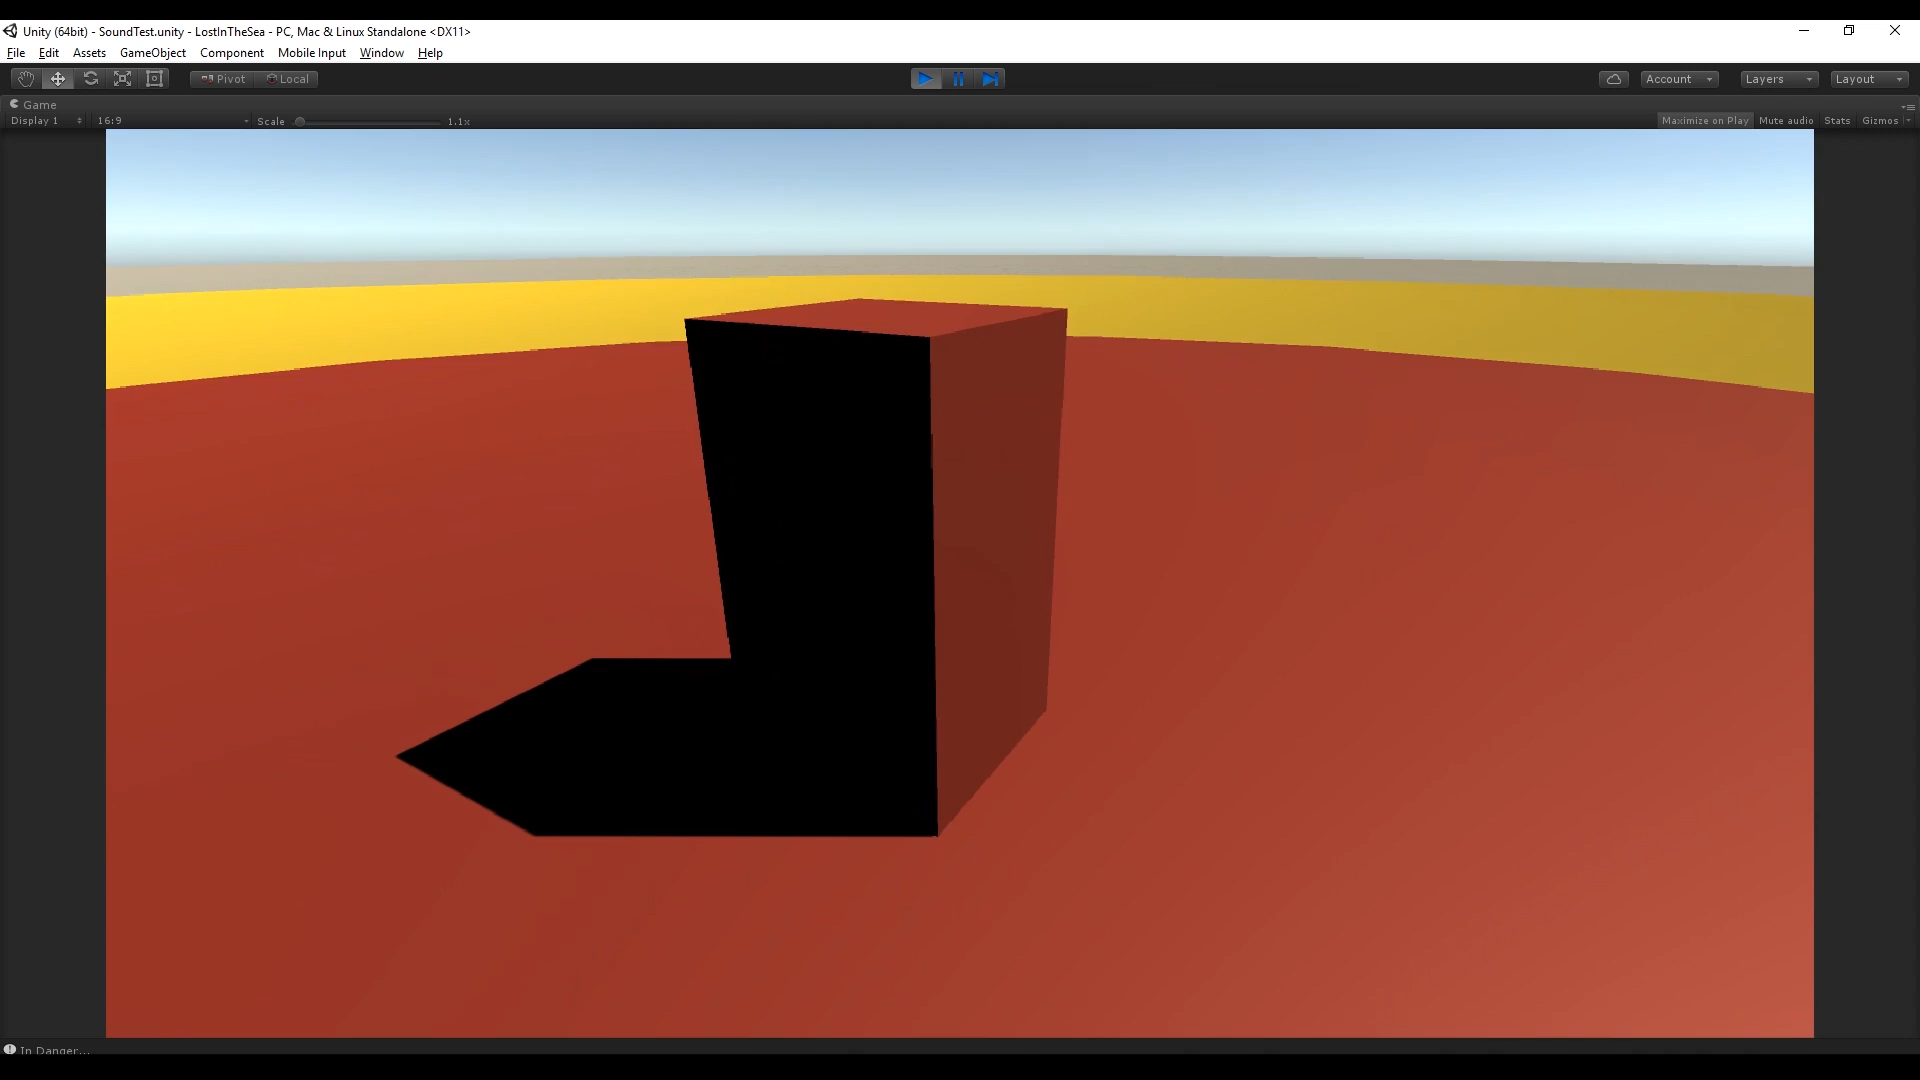 Unity (64bit) - SoundTest.unity - LostInTheSea - PC, Mac & Linux Standalone <DX11>
File Edit Assets GameObject Component Mobile Input Window Help
Pivot Local Account Layers Layout
Game
Display 1 16:9 Scale 1.1x Maximize on Play Mute audio Stats Gizmos
In Danger...